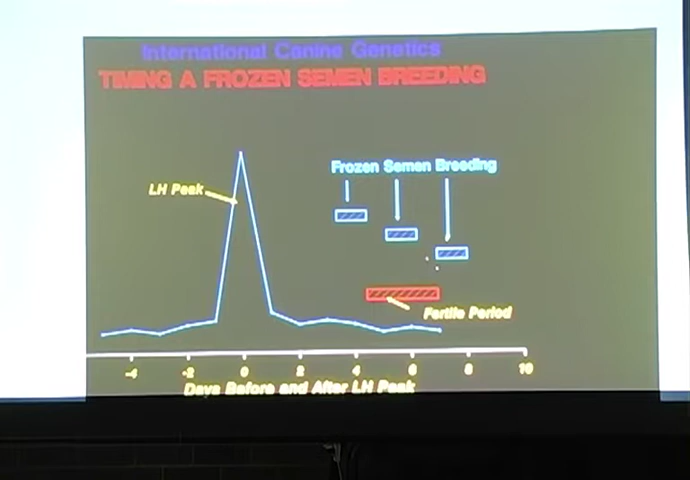 International Canine Genetics
TIMING A FROZEN SEMEN BREEDING
Frozen Semen Breeding
LH Peak
Fertile Period
-4 -2 0 2 4 6 8 10
Days Before and After LH Peak